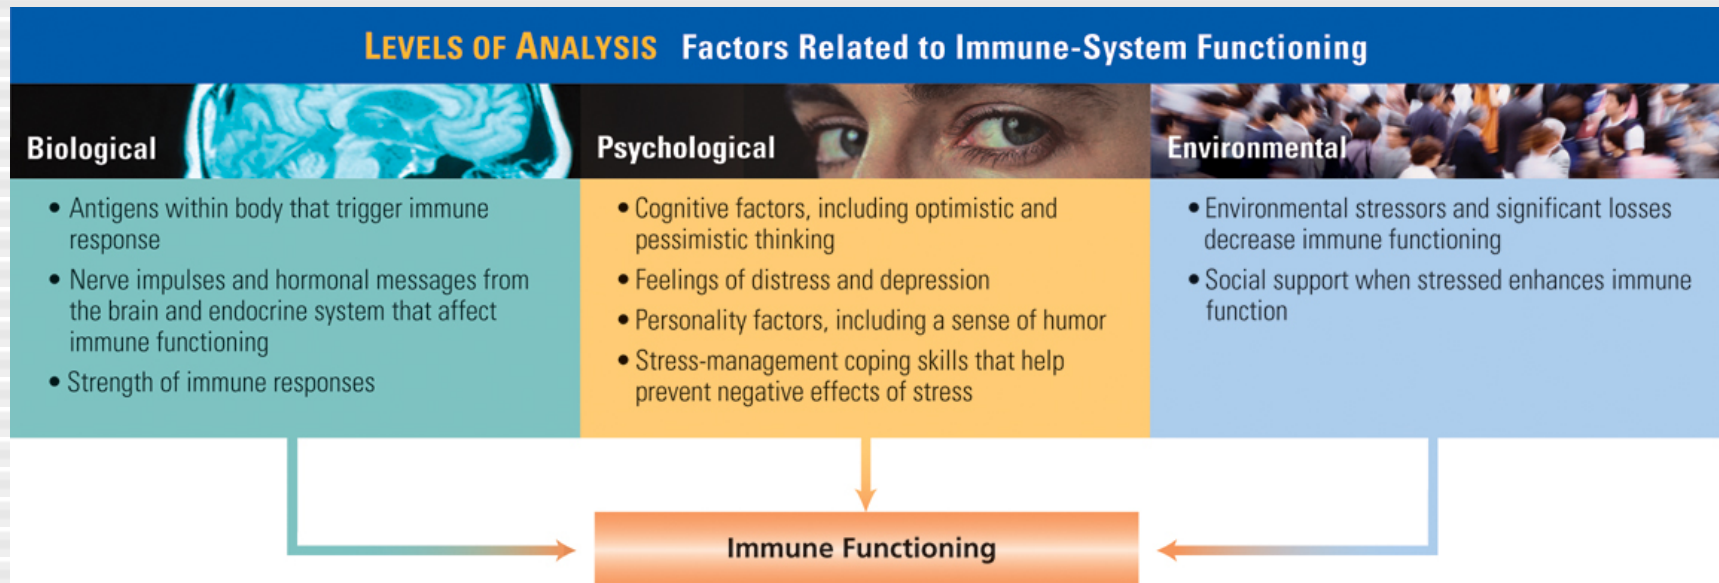 LEVELS OF ANALYSIS Factors Related to Immune-System Functioning
Biological
• Antigens within body that trigger immune
response
• Nerve impulses and hormonal messages from
the brain and endocrine system that affect
immune functioning
• Strength of immune responses
Psychological
• Cognitive factors, including optimistic and
pessimistic thinking
• Feelings of distress and depression
• Personality factors, including a sense of humor
• Stress-management coping skills that help
prevent negative effects of stress
Environmental
• Environmental stressors and significant losses
decrease immune functioning
• Social support when stressed enhances immune
function
Immune Functioning